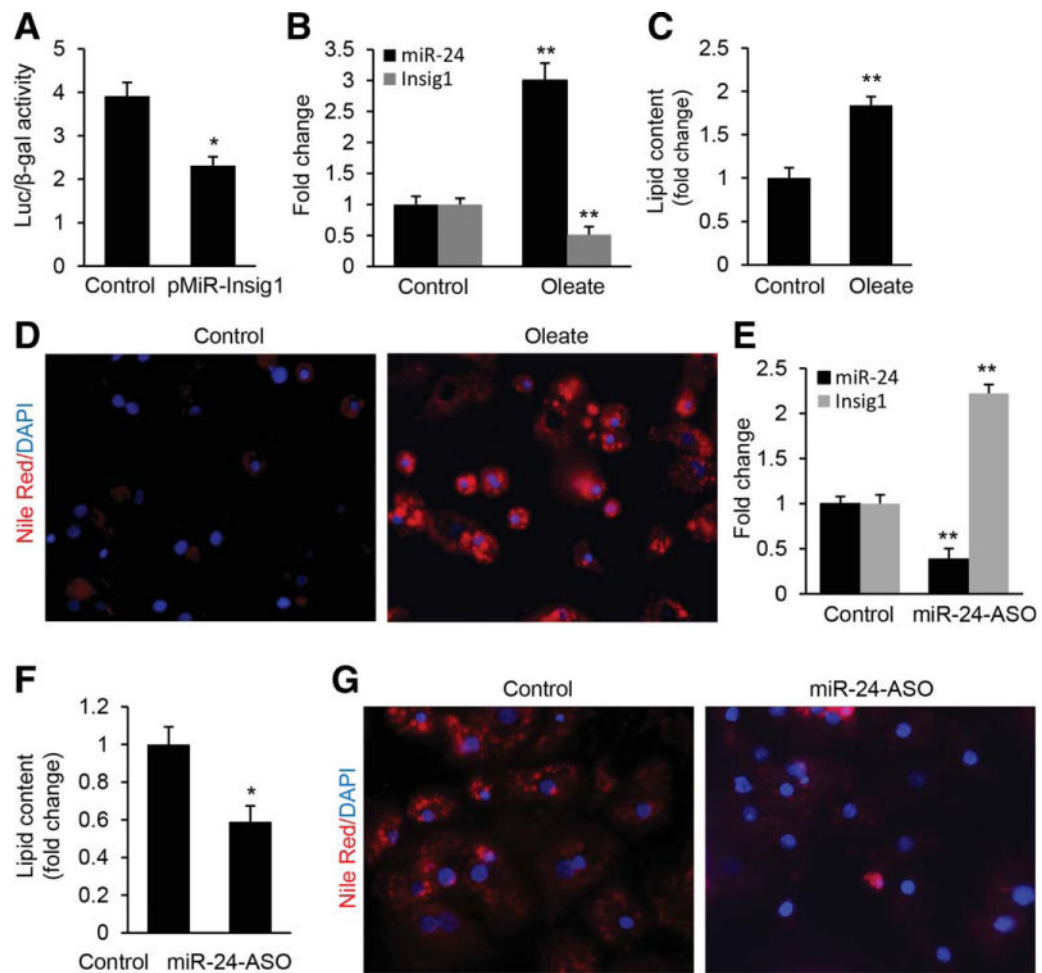 A
Luc/β-gal activity
5
4
3
2
1
0
Control pMiR-Insig1
*
B
Fold change
3.5
3
2.5
2
1.5
1
0.5
0
miR-24
Insig1
**
**
Control Oleate
C
Lipid content
(fold change)
2.5
2
1.5
1
0.5
0
**
Control Oleate
D
Control Oleate
Nile Red/DAPI
E
Fold change
2.5
2
1.5
1
0.5
0
miR-24
Insig1
**
**
Control miR-24-ASO
F
Lipid content
(fold change)
1.2
1
0.8
0.6
0.4
0.2
0
*
Control miR-24-ASO
G
Control miR-24-ASO
Nile Red/DAPI